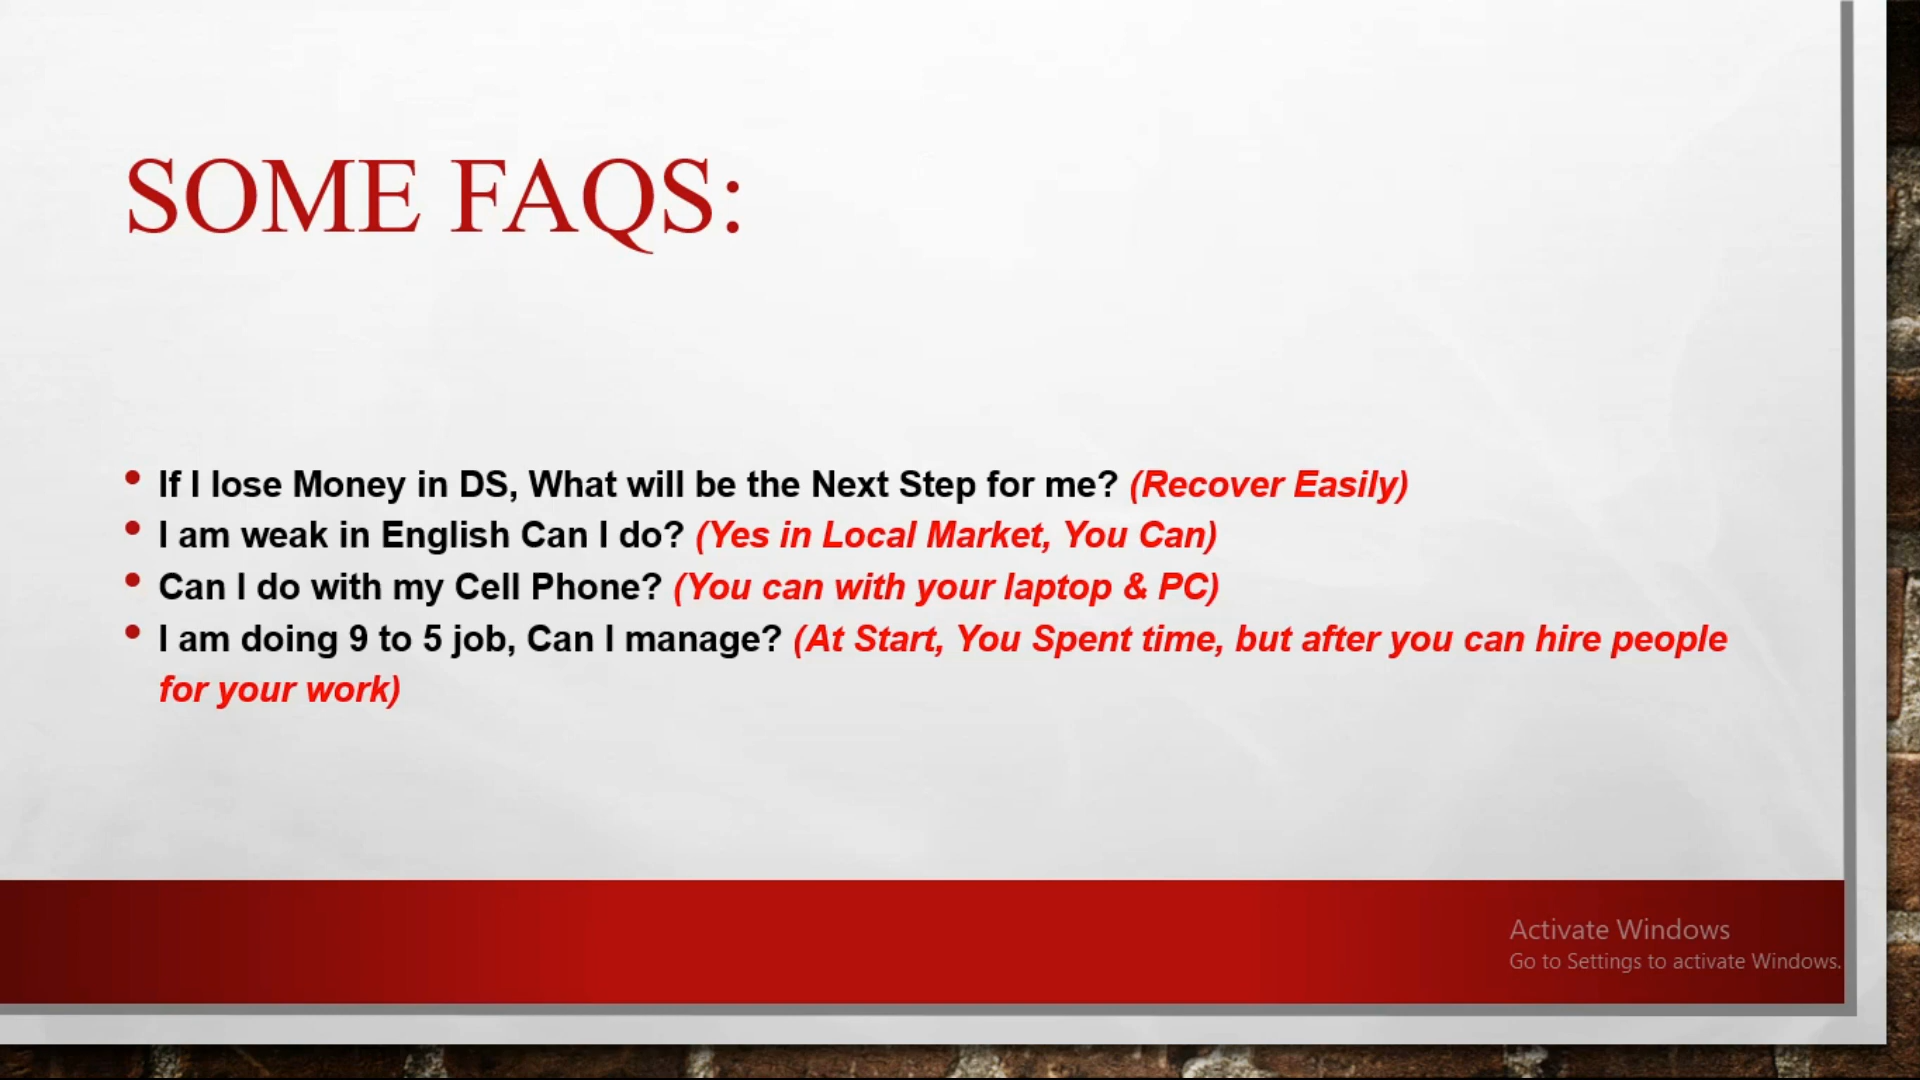 SOME FAQS:
• If I lose Money in DS, What will be the Next Step for me? (Recover Easily)
• I am weak in English Can I do? (Yes in Local Market, You Can)
• Can I do with my Cell Phone? (You can with your laptop & PC)
• I am doing 9 to 5 job, Can I manage? (At Start, You Spent time, but after you can hire people
for your work)
Activate Windows
Go to Settings to activate Windows.